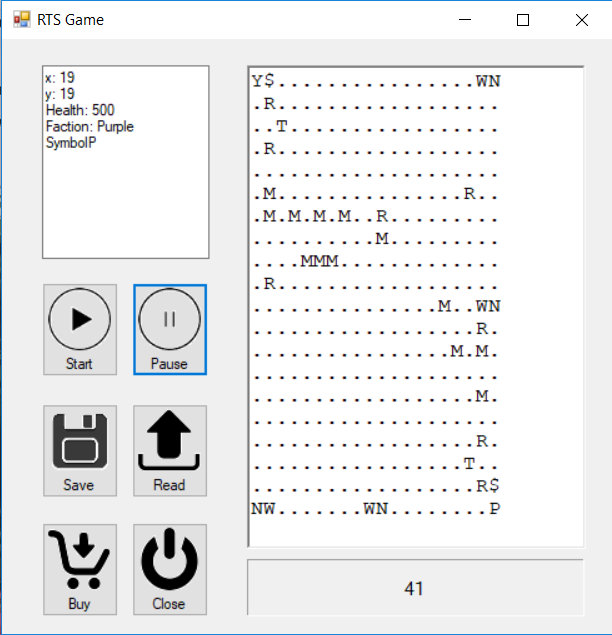 RTS Game
x: 19
y: 19
Health: 500
Faction: Purple
SymbolP
Y$................WN
.R..................
..T.................
.R..................
....................
.M...............R..
.M.M.M.M..R.........
..........M.........
....MMM.............
.R..................
...............M..WN
..................R.
................M.M.
....................
..................M.
....................
..................R.
.................T..
..................R$
NW.......WN........P
Start
Pause
Save
Read
Buy
Close
41